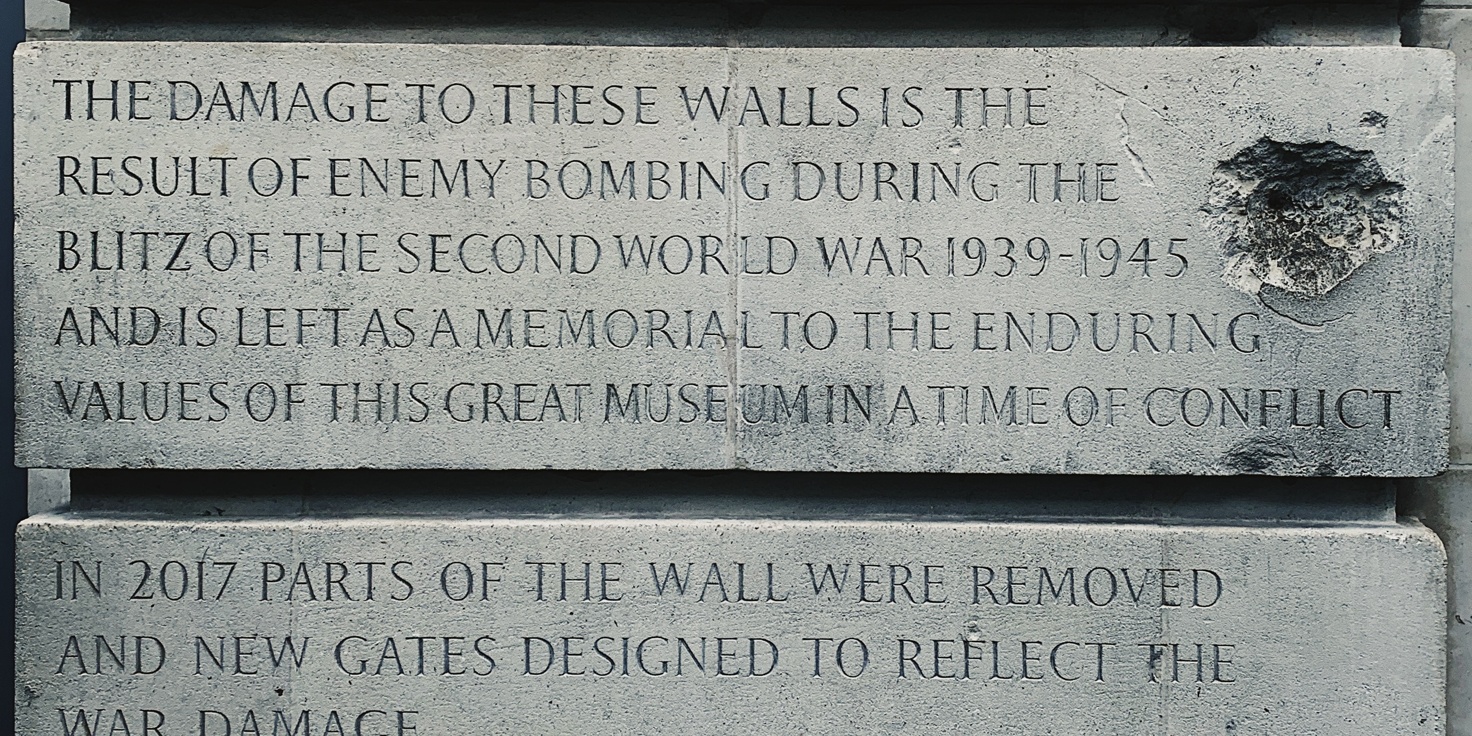 THE DAMAGE TO THESE WALLS IS THE
RESULT OF ENEMY BOMBING DURING THE
BLITZ OF THE SECOND WORLD WAR 1939-1945
AND IS LEFT AS A MEMORIAL TO THE ENDURING
VALUES OF THIS GREAT MUSEUM IN A TIME OF CONFLICT
IN 2017 PARTS OF THE WALL WERE REMOVED
AND NEW GATES DESIGNED TO REFLECT THE
WAR DAMAGE